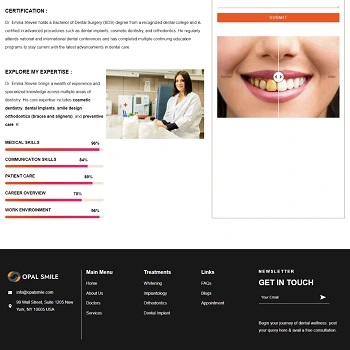 CERTIFICATION :
Dr. Emma Stever holds a Bachelor of Dental Surgery (BDS) degree from a recognized dental college and is
certified in advanced procedures such as dental implants, cosmetic dentistry, and orthodontics. He regularly
attends national and international dental conferences and has completed multiple continuing education
programs to stay current with the latest advancements in dental care.
SUBMIT
EXPLORE MY EXPERTISE :
Dr. Emma Stever brings a wealth of experience and
specialized knowledge across multiple areas of
dentistry. His core expertise includes cosmetic
dentistry, dental implants, smile design,
orthodontics (braces and aligners), and preventive
care.
MEDICAL SKILLS 98%
COMMUNICATION SKILLS 84%
PATIENT CARE 89%
CAREER OVERVIEW 78%
WORK ENVIRONMENT 94%
OPAL SMILE
info@opalsmile.com
99 Wall Street, Suite 1205 New
York, NY 10005 USA
Main Menu
Home
About Us
Doctors
Services
Treatments
Whitening
Implantology
Orthodontics
Dental Implant
Links
FAQs
Blogs
Appointment
NEWSLETTER
GET IN TOUCH
Your Email
Begin your journey of dental wellness. post
your query here & avail a free consultation.